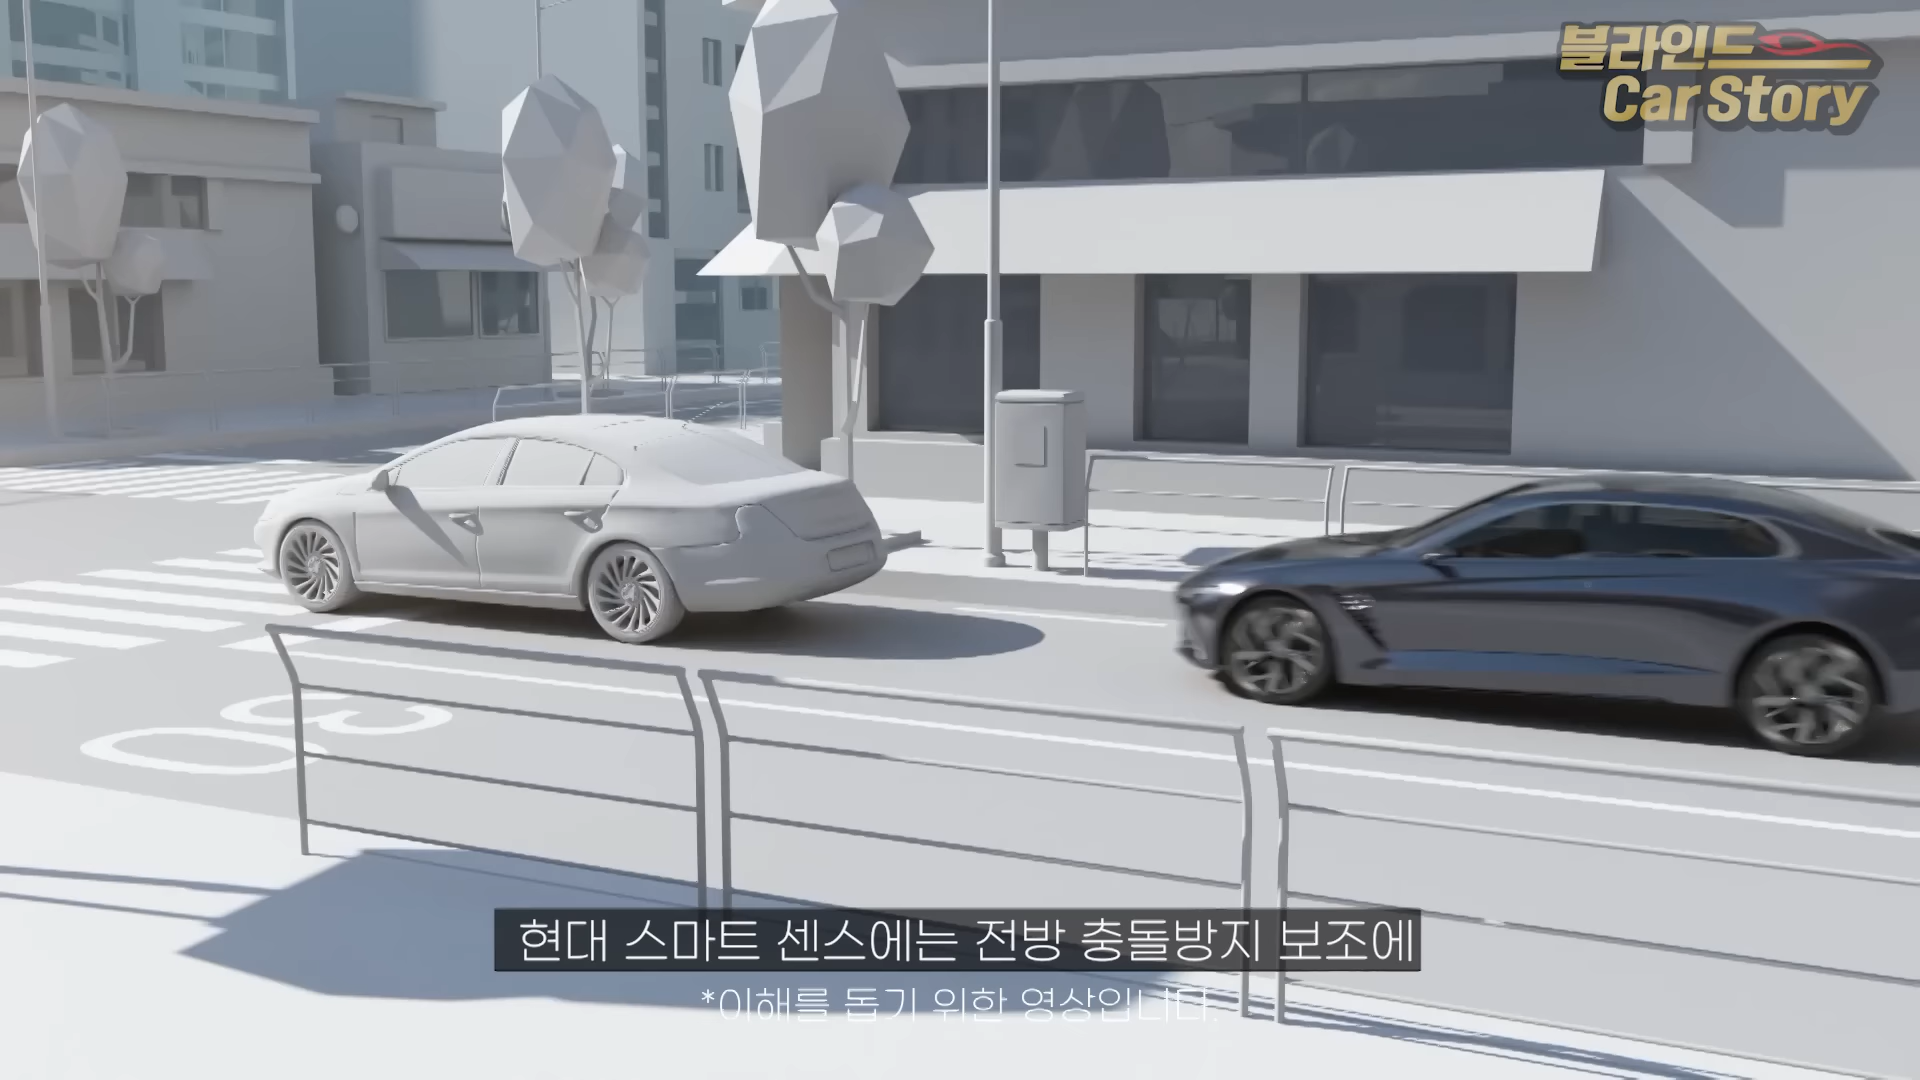 블라인드
Car Story
30
현대 스마트 센스에는 전방 충돌방지 보조에
*이해를 돕기 위한 영상입니다.